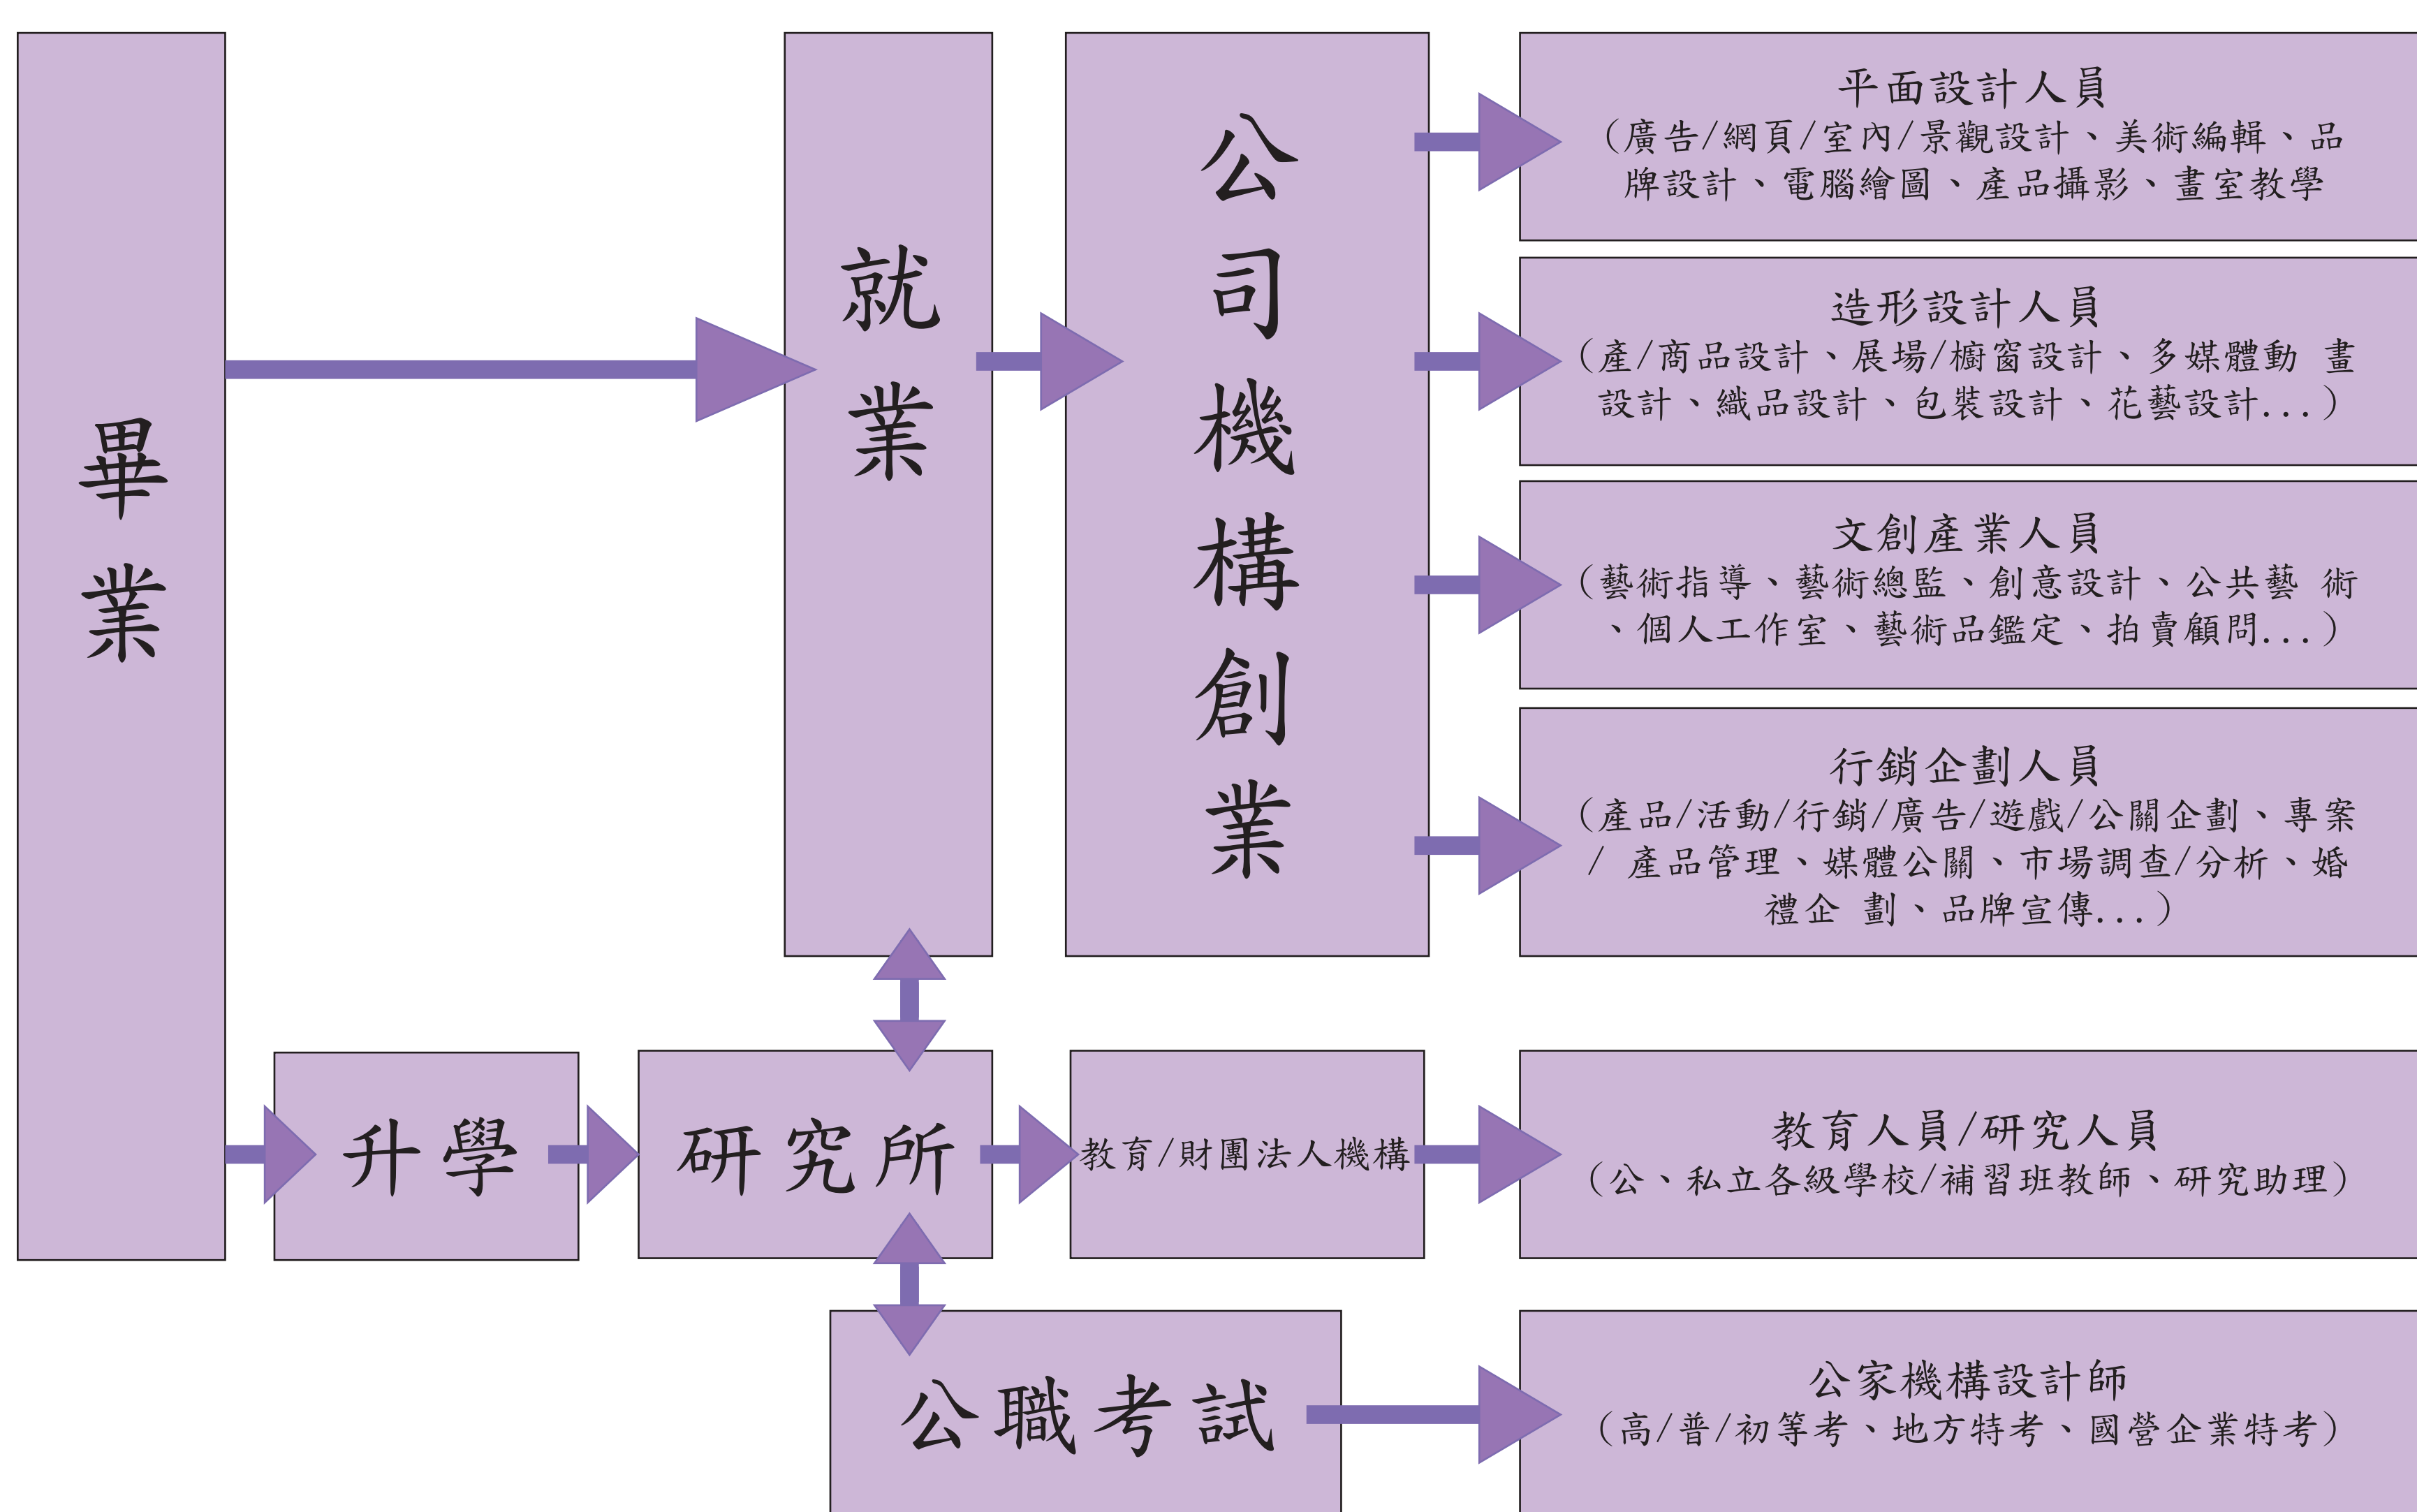 畢業
就業
公司機構創業
平面設計人員
（廣告/網頁/室內/景觀設計、美術編輯、品
牌設計、電腦繪圖、產品攝影、畫室教學
造形設計人員
（產/商品設計、展場/櫥窗設計、多媒體動 畫
設計、織品設計、包裝設計、花藝設計...）
文創產業人員
（藝術指導、藝術總監、創意設計、公共藝 術
、個人工作室、藝術品鑑定、拍賣顧問...）
行銷企劃人員
（產品/活動/行銷/廣告/遊戲/公關企劃、專案
/ 產品管理、媒體公關、市場調查/分析、婚
禮企 劃、品牌宣傳...）
升學
研究所
教育/財團法人機構
教育人員/研究人員
（公、私立各級學校/補習班教師、研究助理）
公職考試
公家機構設計師
（高/普/初等考、地方特考、國營企業特考）